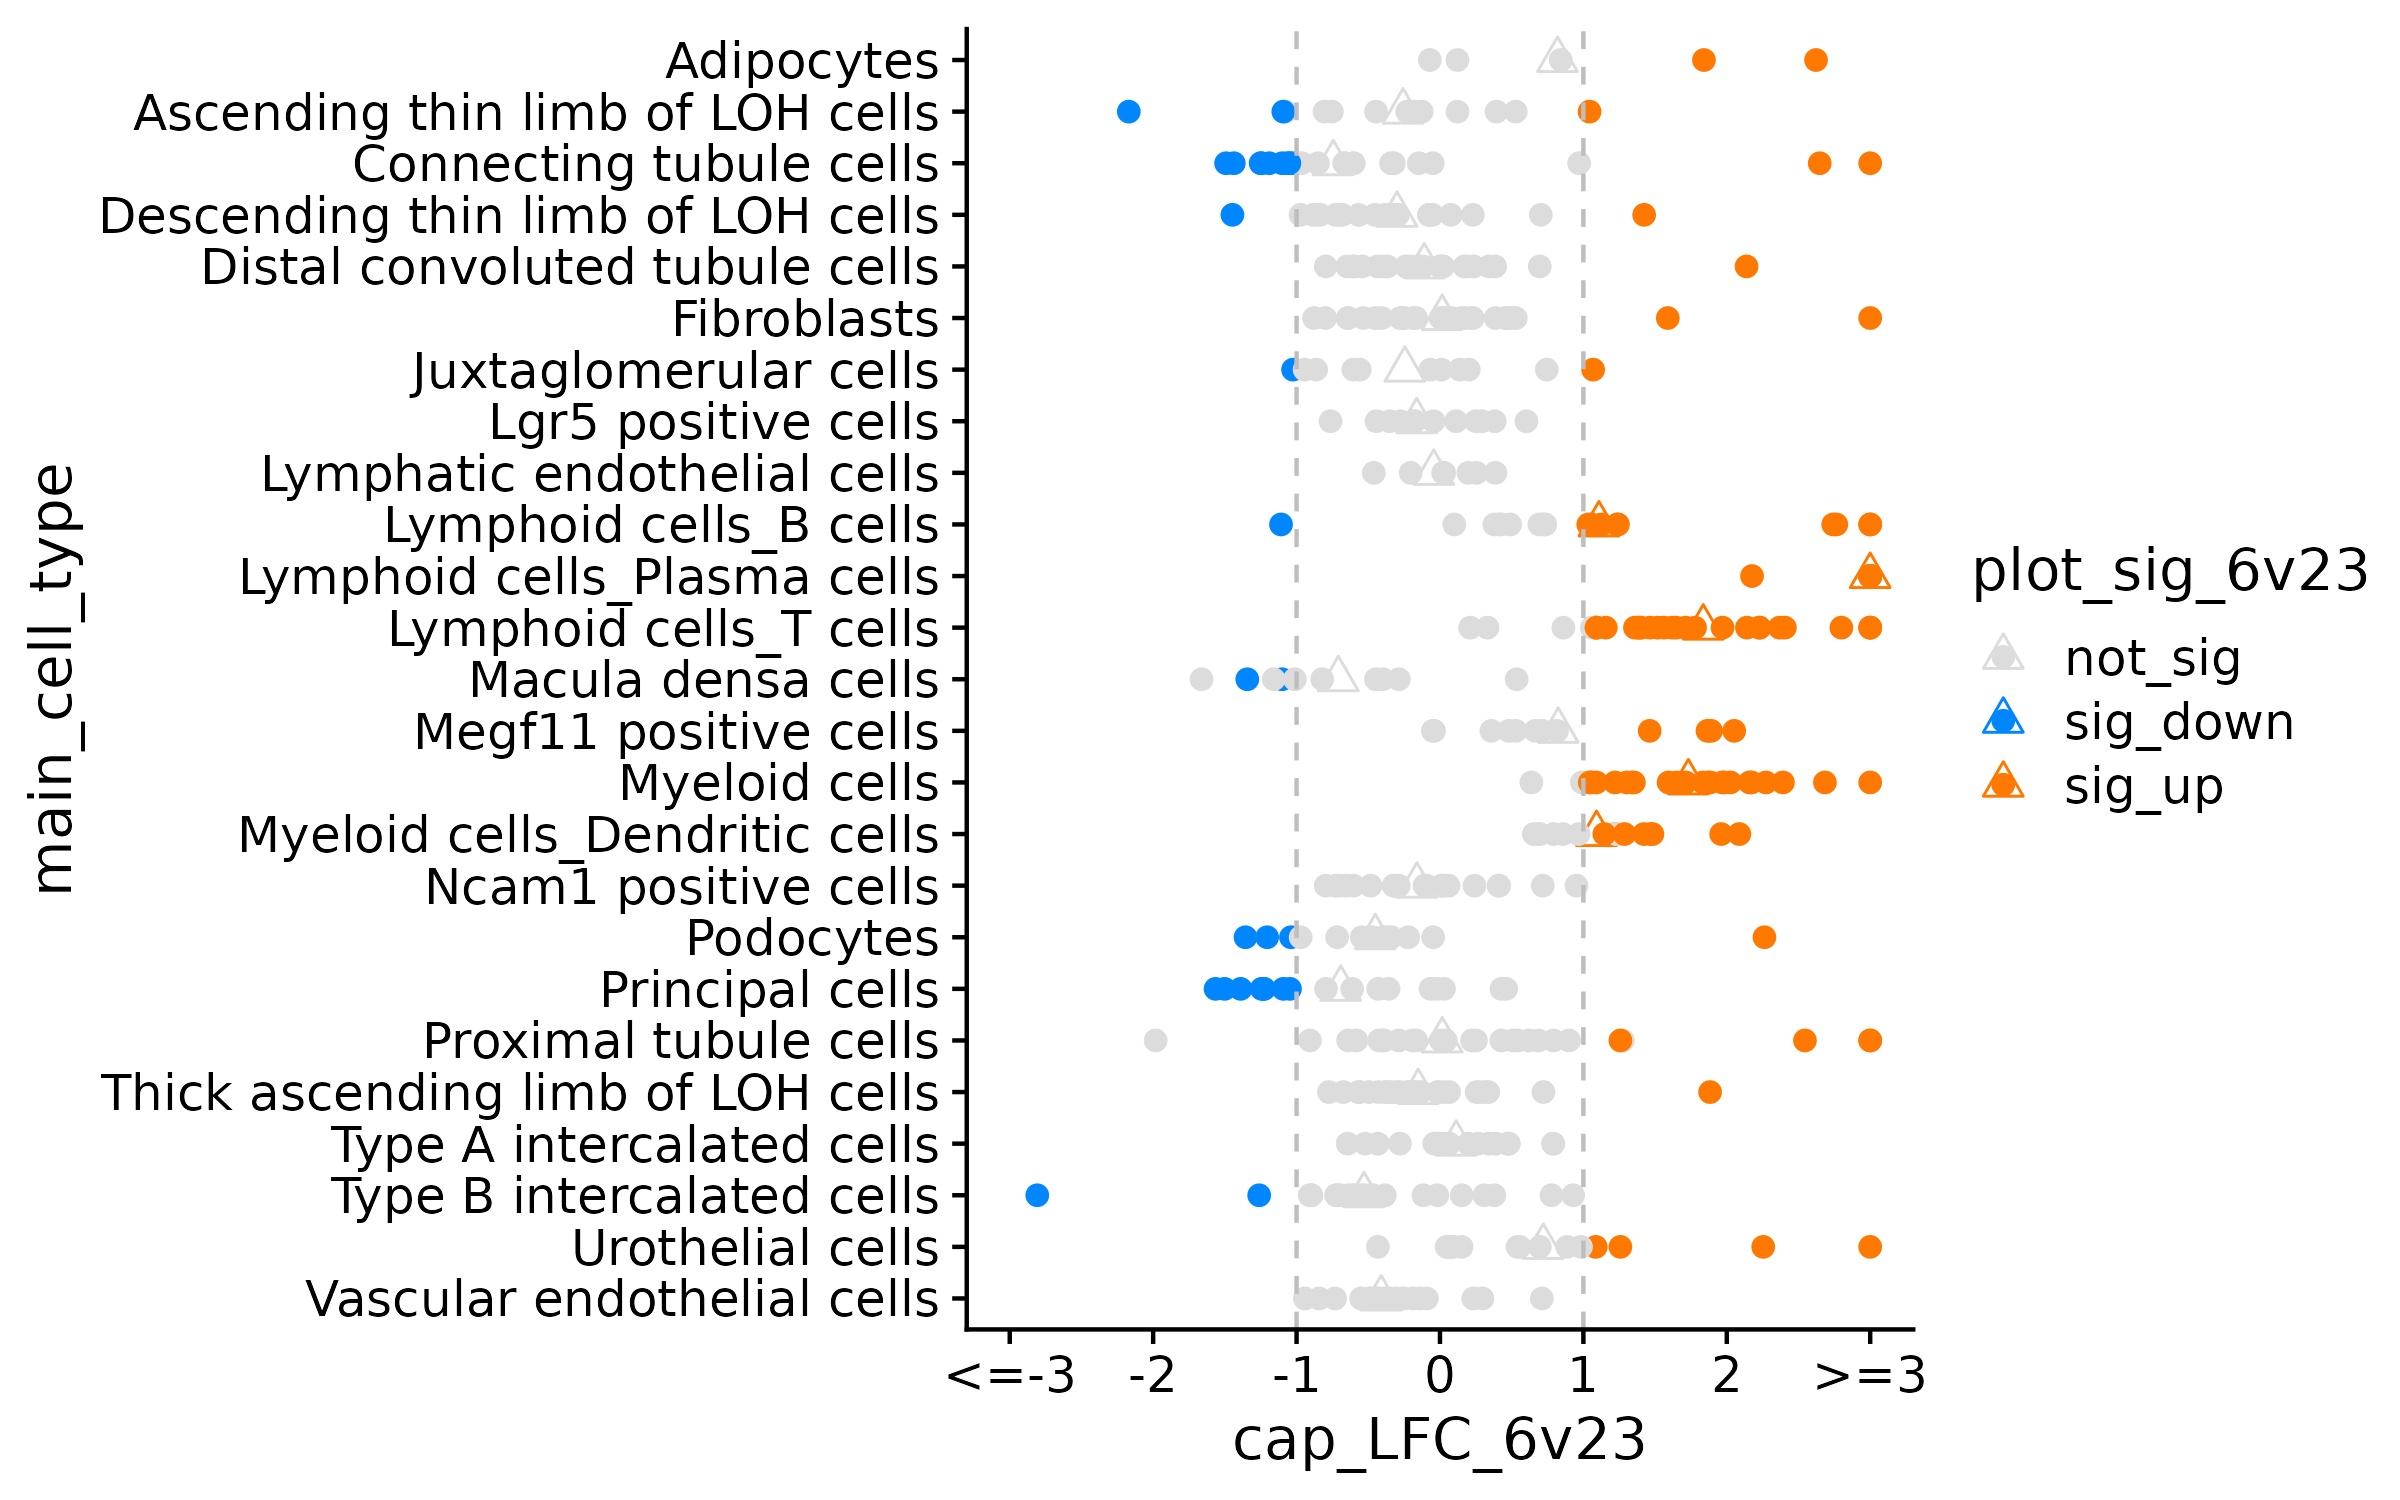 main_cell_type
Adipocytes
Ascending thin limb of LOH cells
Connecting tubule cells
Descending thin limb of LOH cells
Distal convoluted tubule cells
Fibroblasts
Juxtaglomerular cells
Lgr5 positive cells
Lymphatic endothelial cells
Lymphoid cells_B cells
Lymphoid cells_Plasma cells
Lymphoid cells_T cells
Macula densa cells
Megf11 positive cells
Myeloid cells
Myeloid cells_Dendritic cells
Ncam1 positive cells
Podocytes
Principal cells
Proximal tubule cells
Thick ascending limb of LOH cells
Type A intercalated cells
Type B intercalated cells
Urothelial cells
Vascular endothelial cells
<=-3 -2 -1 0 1 2 >=3
cap_LFC_6v23
plot_sig_6v23
not_sig
sig_down
sig_up